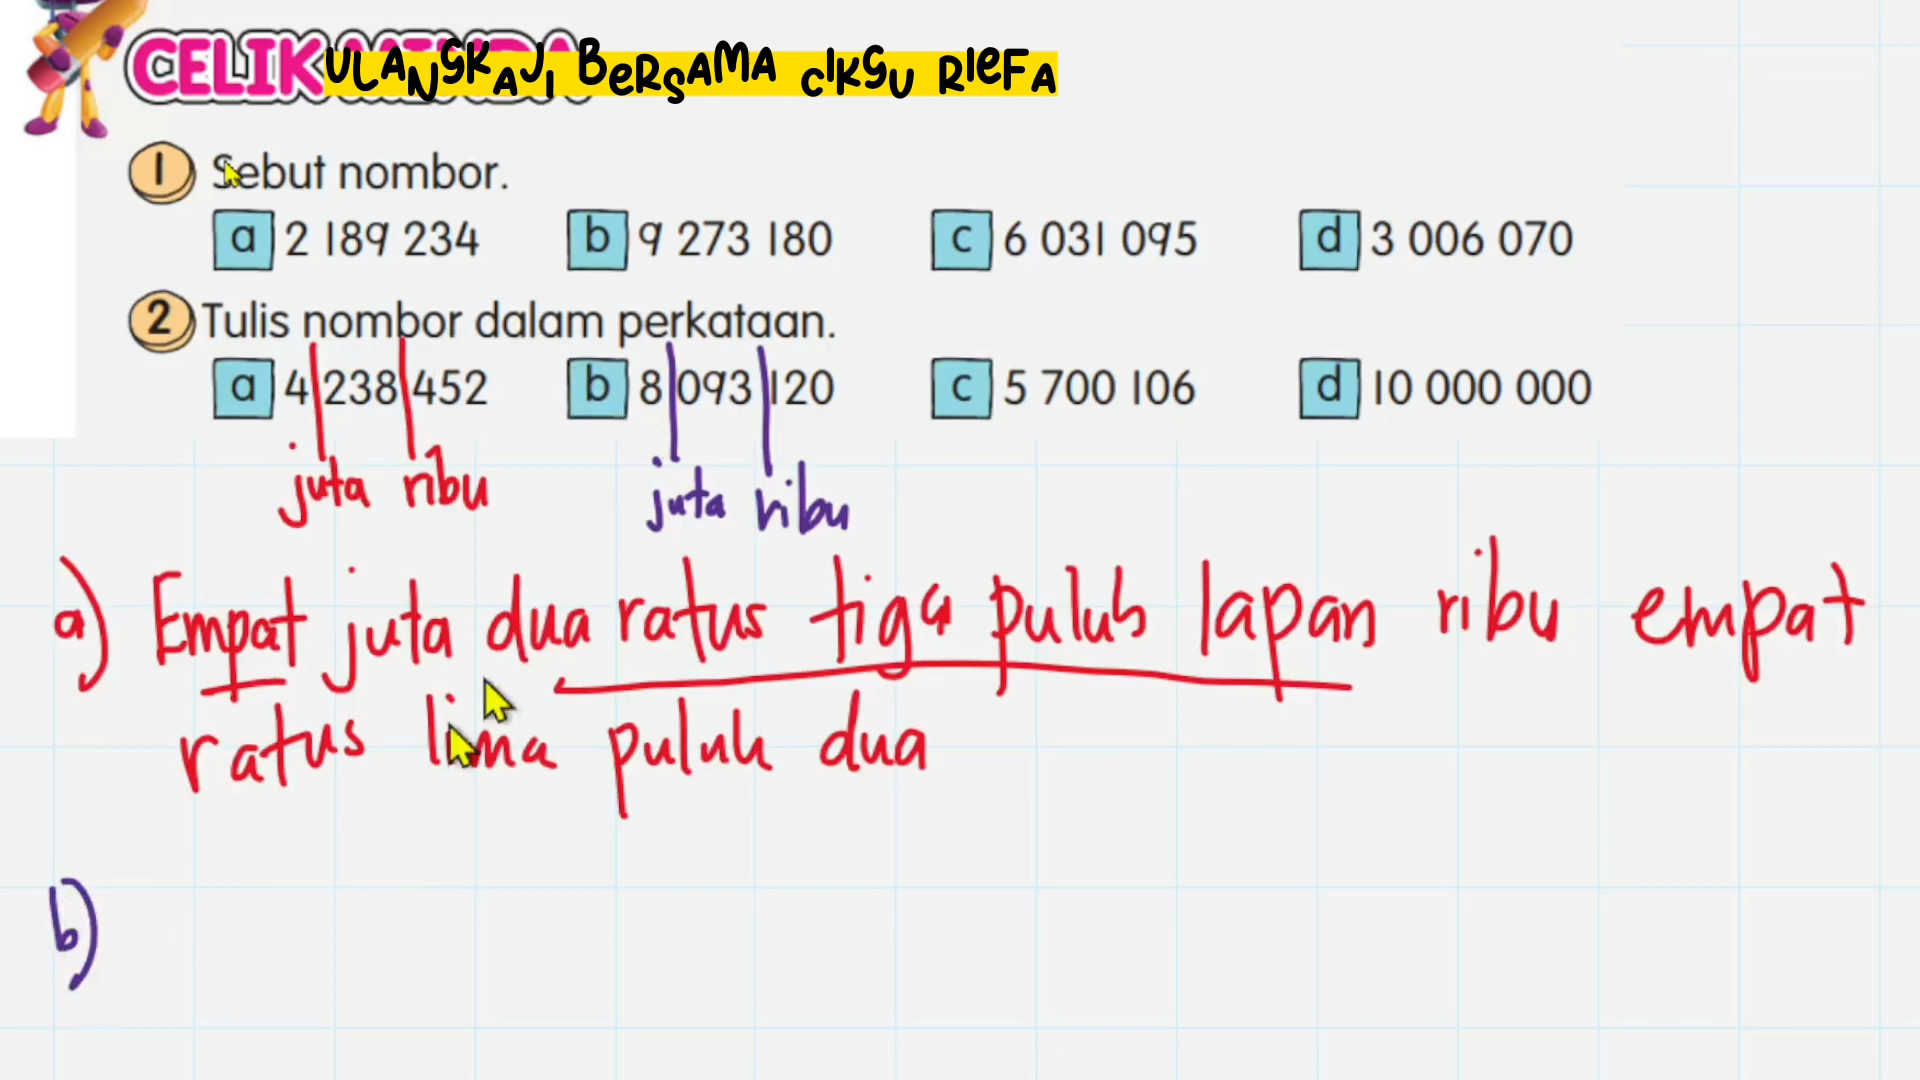 CELIK
ULANGKAJI BERSAMA CIKGU RIEFA
1 Sebut nombor.
a 2 189 234 b 9 273 180 c 6 031 095 d 3 006 070
2 Tulis nombor dalam perkataan.
a 4 238 452 b 8 093 120 c 5 700 106 d 10 000 000
juta ribu juta ribu
a) Empat juta dua ratus tiga puluh lapan ribu empat
ratus lima puluh dua
b)